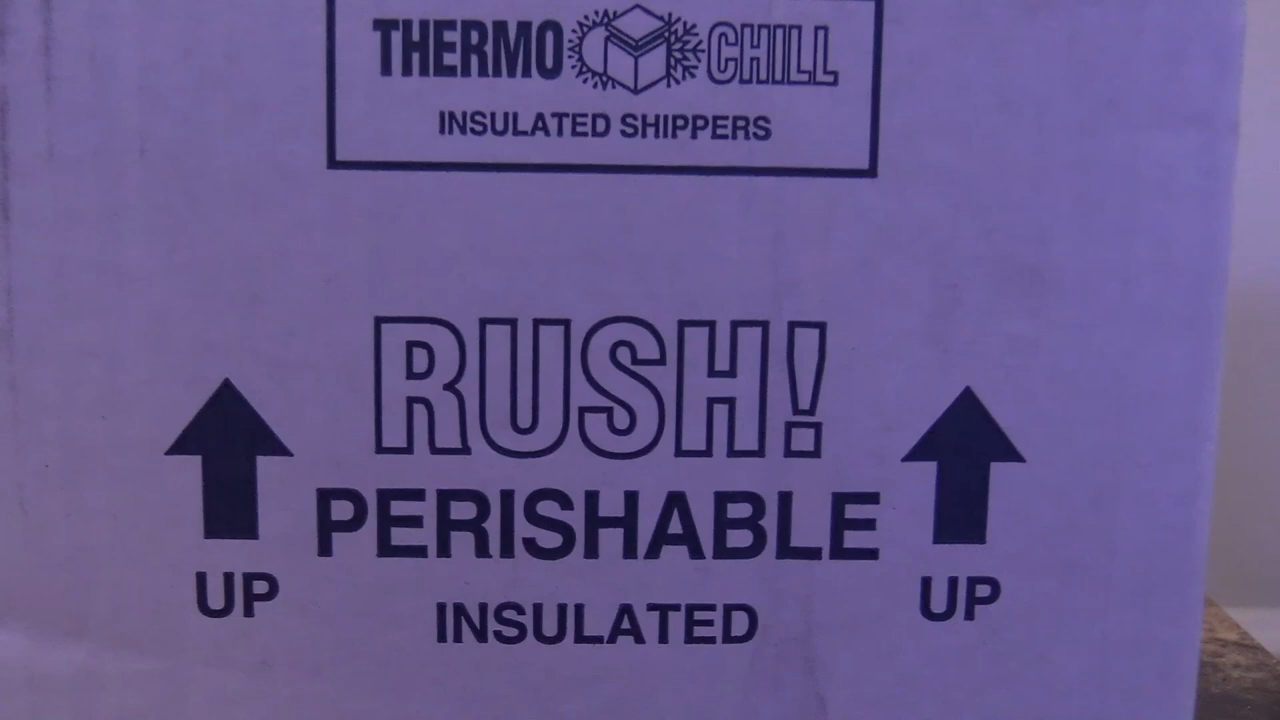 THERMO CHILL
INSULATED SHIPPERS
RUSH!
PERISHABLE
UP UP
INSULATED